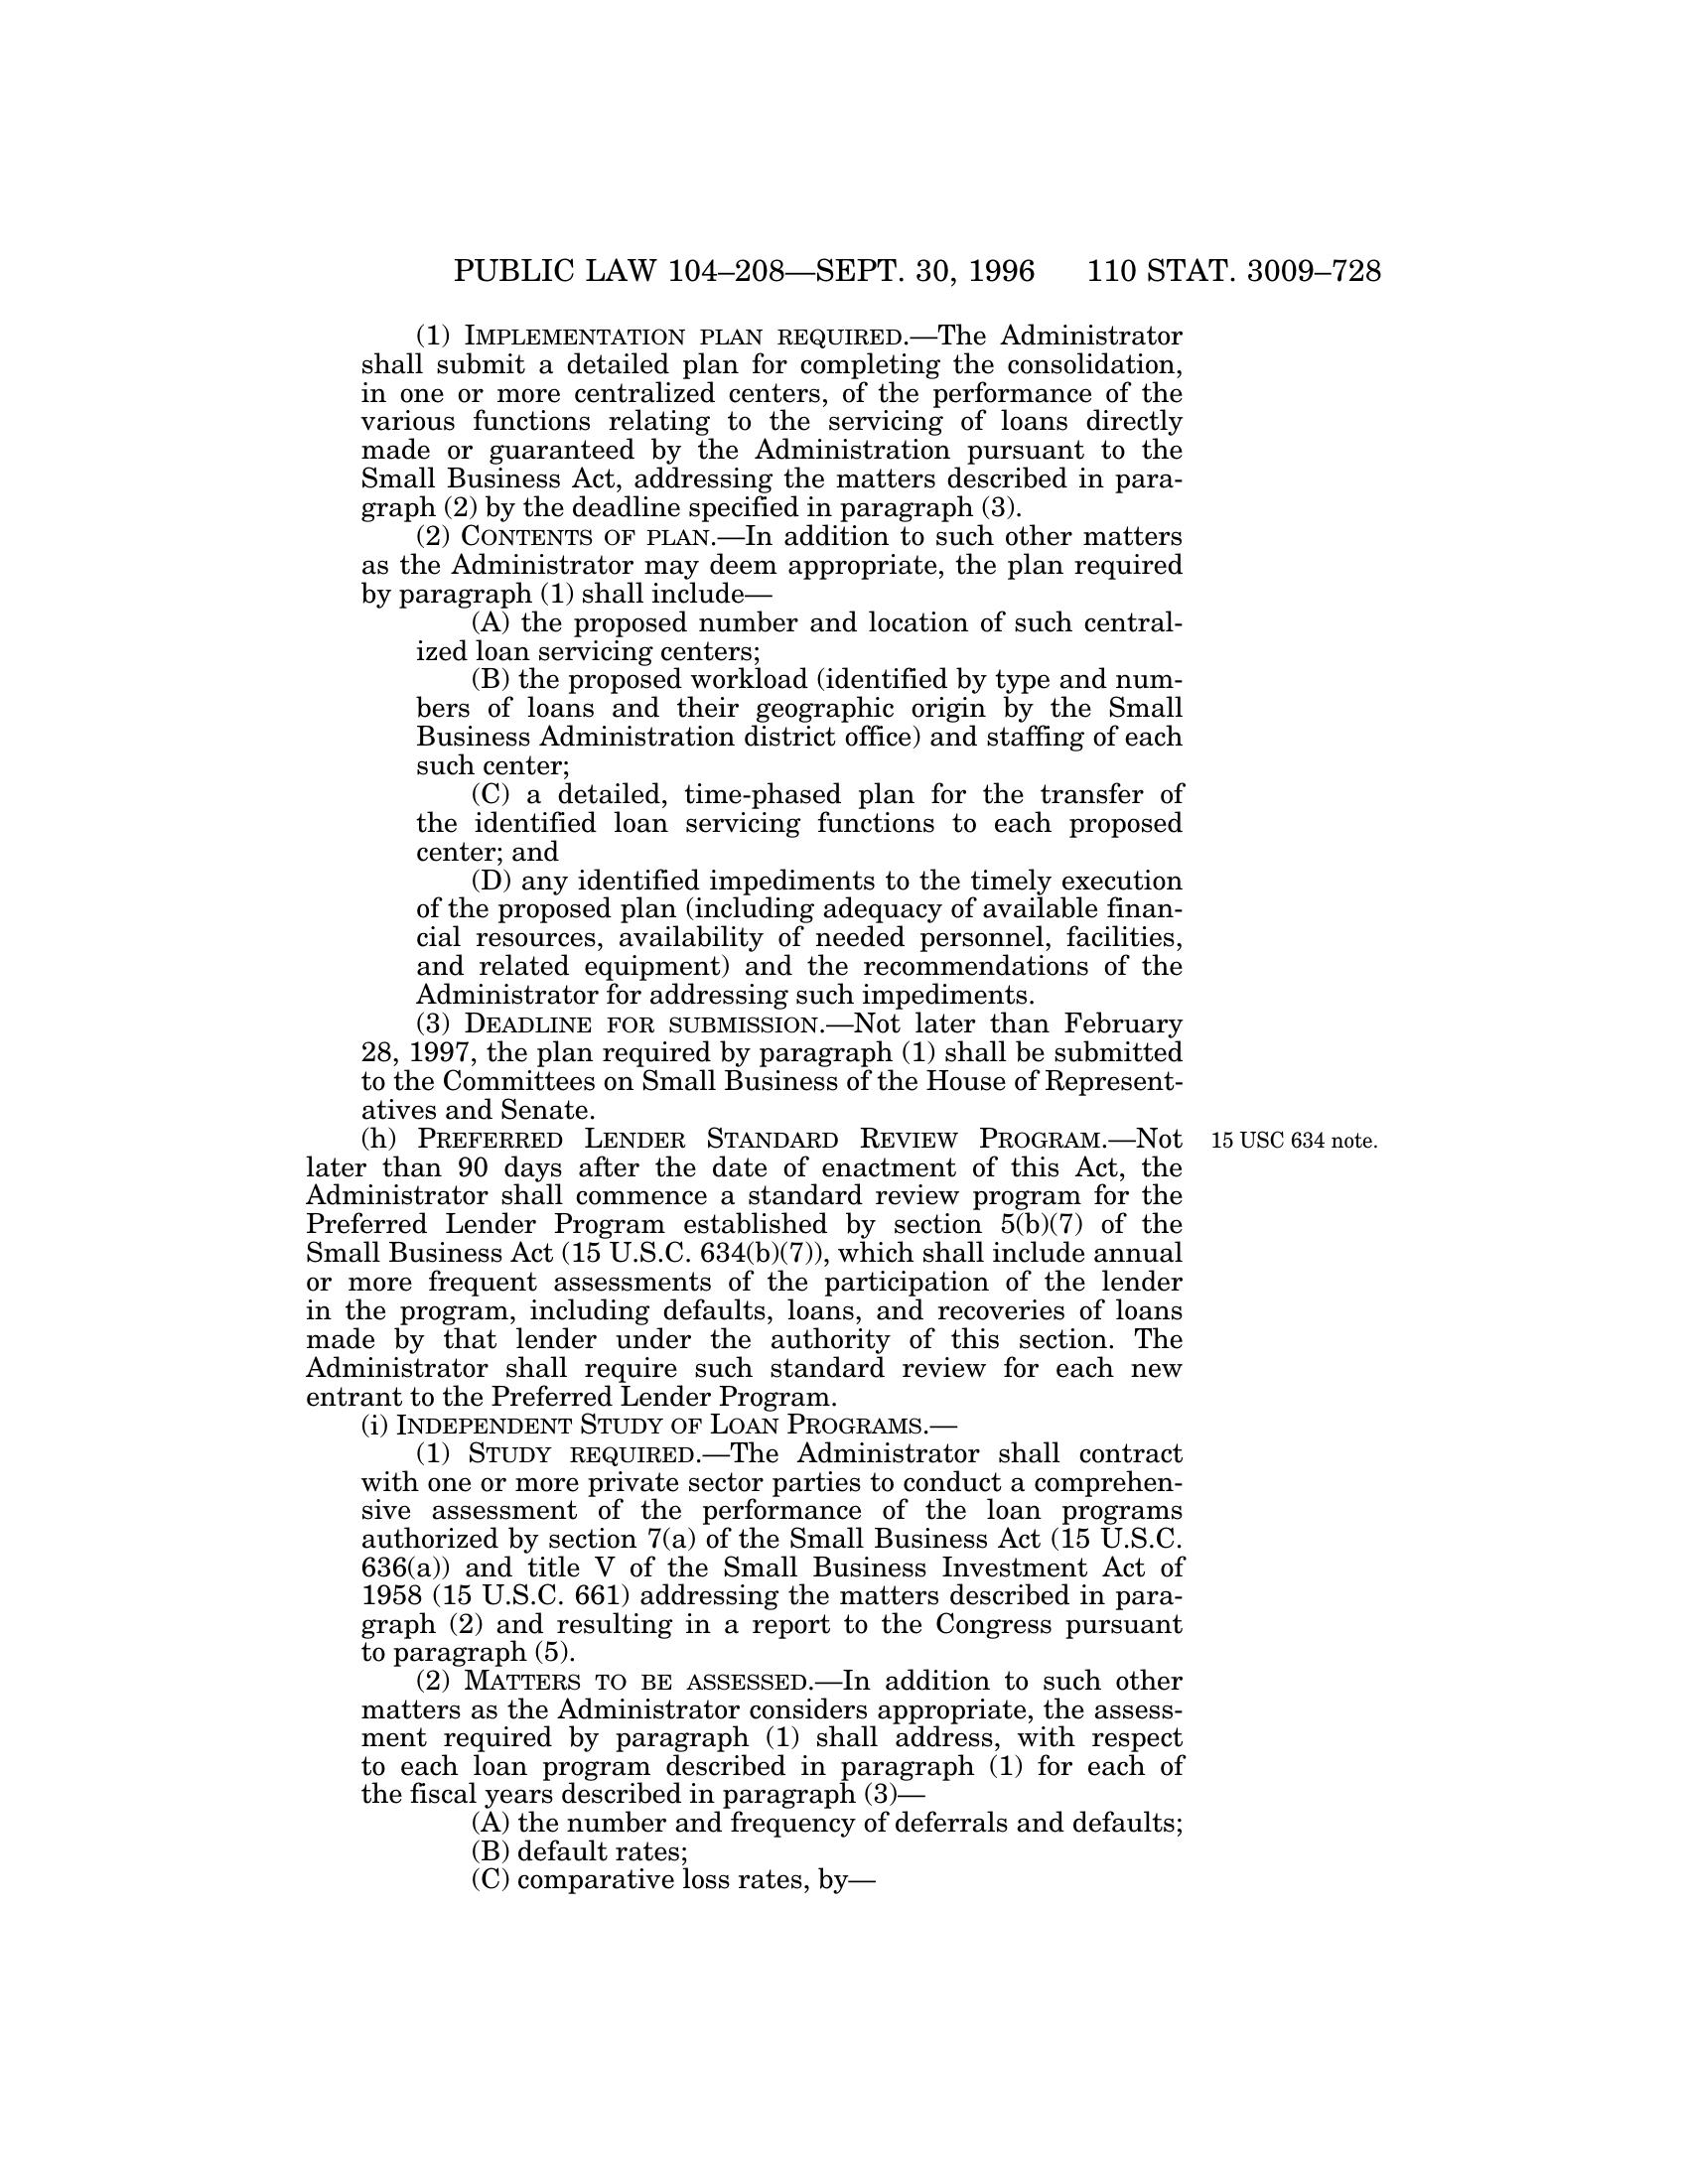 PUBLIC LAW 104–208—SEPT. 30, 1996 110 STAT. 3009–728
(1) IMPLEMENTATION PLAN REQUIRED.—The Administrator
shall submit a detailed plan for completing the consolidation,
in one or more centralized centers, of the performance of the
various functions relating to the servicing of loans directly
made or guaranteed by the Administration pursuant to the
Small Business Act, addressing the matters described in para-
graph (2) by the deadline specified in paragraph (3).
(2) CONTENTS OF PLAN.—In addition to such other matters
as the Administrator may deem appropriate, the plan required
by paragraph (1) shall include—
(A) the proposed number and location of such central-
ized loan servicing centers;
(B) the proposed workload (identified by type and num-
bers of loans and their geographic origin by the Small
Business Administration district office) and staffing of each
such center;
(C) a detailed, time-phased plan for the transfer of
the identified loan servicing functions to each proposed
center; and
(D) any identified impediments to the timely execution
of the proposed plan (including adequacy of available finan-
cial resources, availability of needed personnel, facilities,
and related equipment) and the recommendations of the
Administrator for addressing such impediments.
(3) DEADLINE FOR SUBMISSION.—Not later than February
28, 1997, the plan required by paragraph (1) shall be submitted
to the Committees on Small Business of the House of Represent-
atives and Senate.
(h) PREFERRED LENDER STANDARD REVIEW PROGRAM.—Not 15 USC 634 note.
later than 90 days after the date of enactment of this Act, the
Administrator shall commence a standard review program for the
Preferred Lender Program established by section 5(b)(7) of the
Small Business Act (15 U.S.C. 634(b)(7)), which shall include annual
or more frequent assessments of the participation of the lender
in the program, including defaults, loans, and recoveries of loans
made by that lender under the authority of this section. The
Administrator shall require such standard review for each new
entrant to the Preferred Lender Program.
(i) INDEPENDENT STUDY OF LOAN PROGRAMS.—
(1) STUDY REQUIRED.—The Administrator shall contract
with one or more private sector parties to conduct a comprehen-
sive assessment of the performance of the loan programs
authorized by section 7(a) of the Small Business Act (15 U.S.C.
636(a)) and title V of the Small Business Investment Act of
1958 (15 U.S.C. 661) addressing the matters described in para-
graph (2) and resulting in a report to the Congress pursuant
to paragraph (5).
(2) MATTERS TO BE ASSESSED.—In addition to such other
matters as the Administrator considers appropriate, the assess-
ment required by paragraph (1) shall address, with respect
to each loan program described in paragraph (1) for each of
the fiscal years described in paragraph (3)—
(A) the number and frequency of deferrals and defaults;
(B) default rates;
(C) comparative loss rates, by—